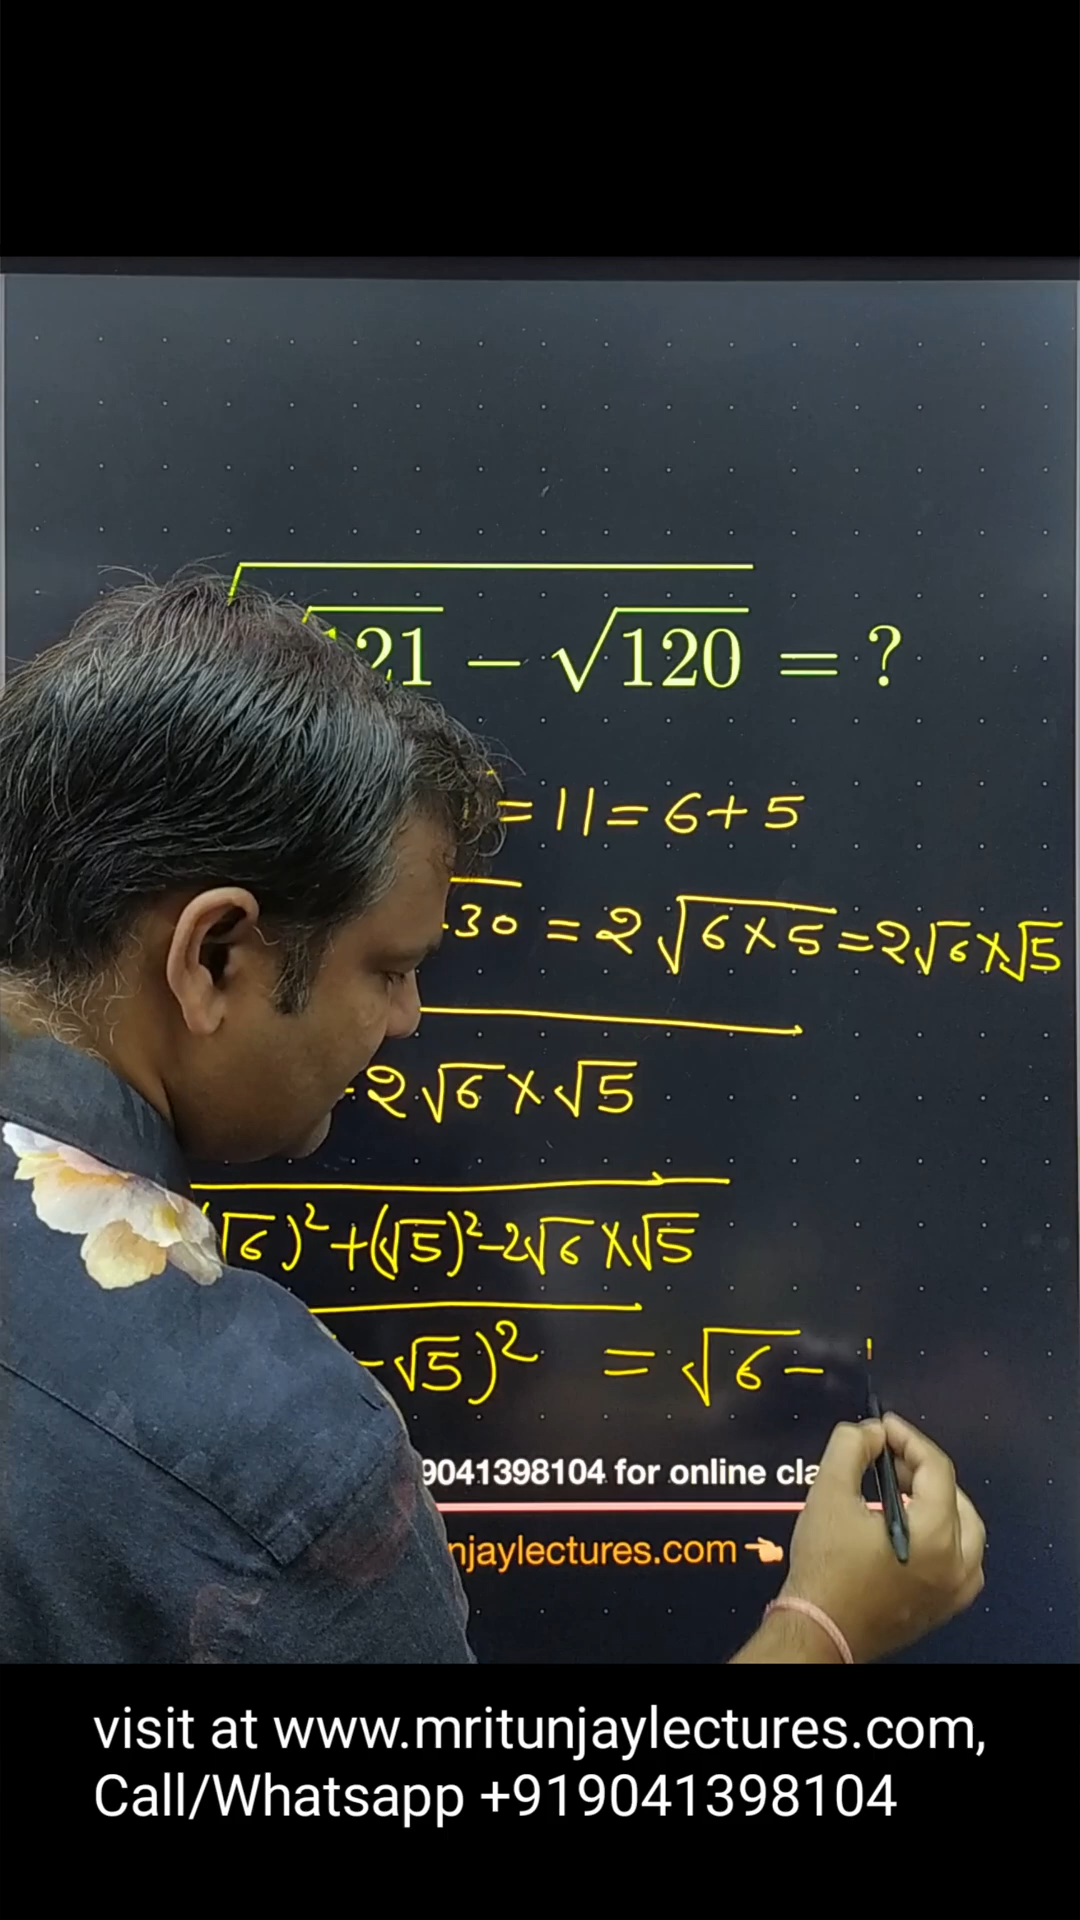 √121 − √120 = ?
= 11 = 6 + 5
30 = 2√6×5 = 2√6×√5
- 2√6 × √5
√6)² + (√5)² - 2√6 × √5
- √5)² = √6 -
9041398104 for online cla
njaylectures.com
visit at www.mritunjaylectures.com,
Call/Whatsapp +919041398104